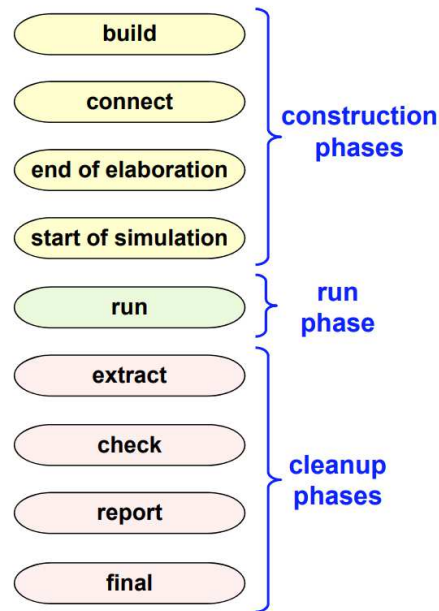 build
connect
end of elaboration
start of simulation
construction
phases
run
run
phase
extract
check
report
final
cleanup
phases